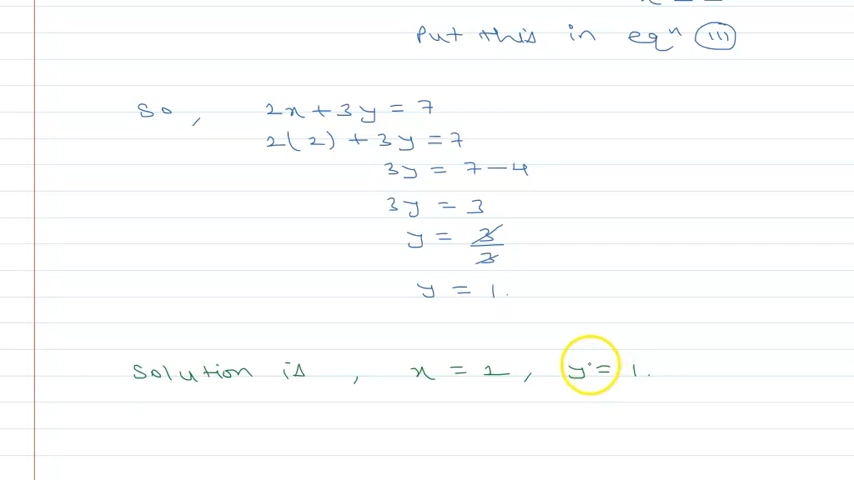 Put this in eqⁿ (III)
So, 2x + 3y = 7
2(2) + 3y = 7
3y = 7 - 4
3y = 3
y = 3/3
y = 1.
Solution is , x = 2 , y = 1.